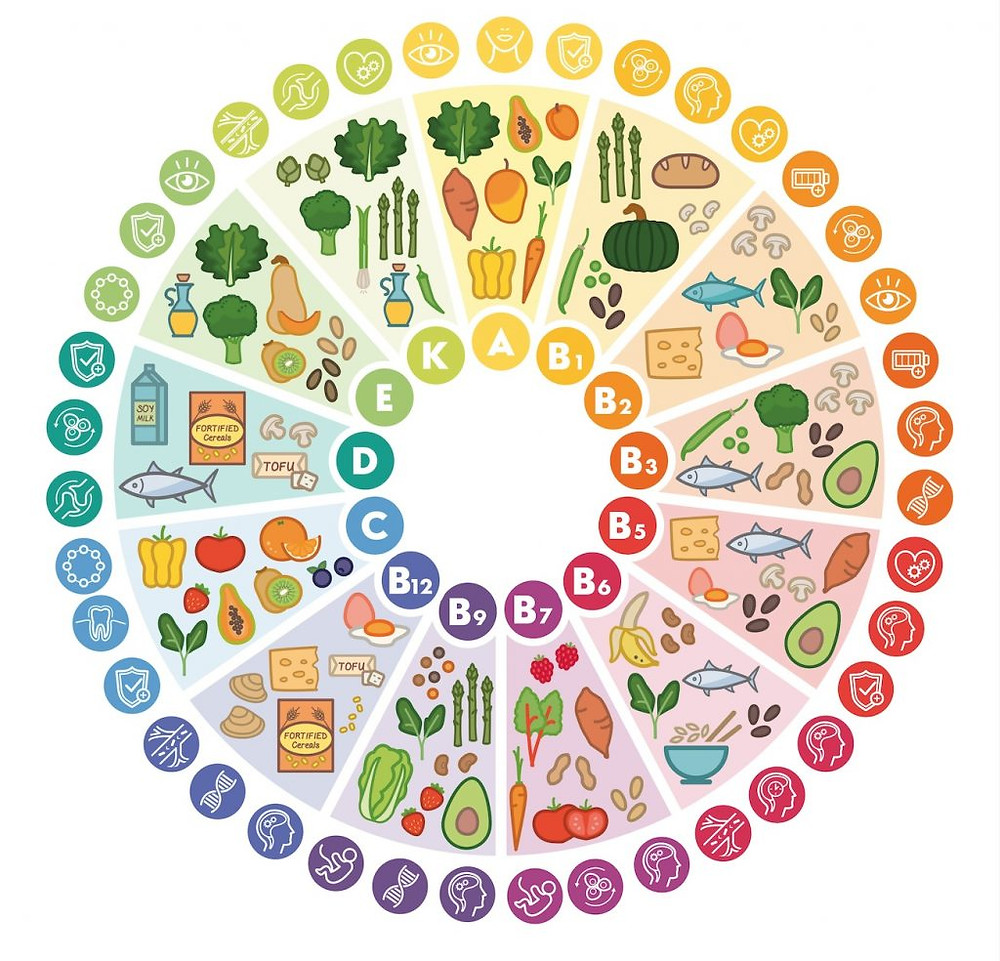 A
B1
B2
B3
B5
B6
B7
B9
B12
C
D
E
K
SOY
MILK
FORTIFIED
Cereals
TOFU
TOFU
FORTIFIED
Cereals